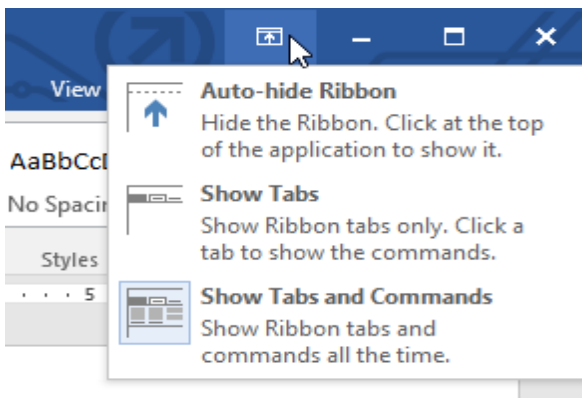 View
Auto-hide Ribbon
Hide the Ribbon. Click at the top
of the application to show it.
AaBbCcD
No Spacin
Show Tabs
Show Ribbon tabs only. Click a
tab to show the commands.
Styles
5
Show Tabs and Commands
Show Ribbon tabs and
commands all the time.